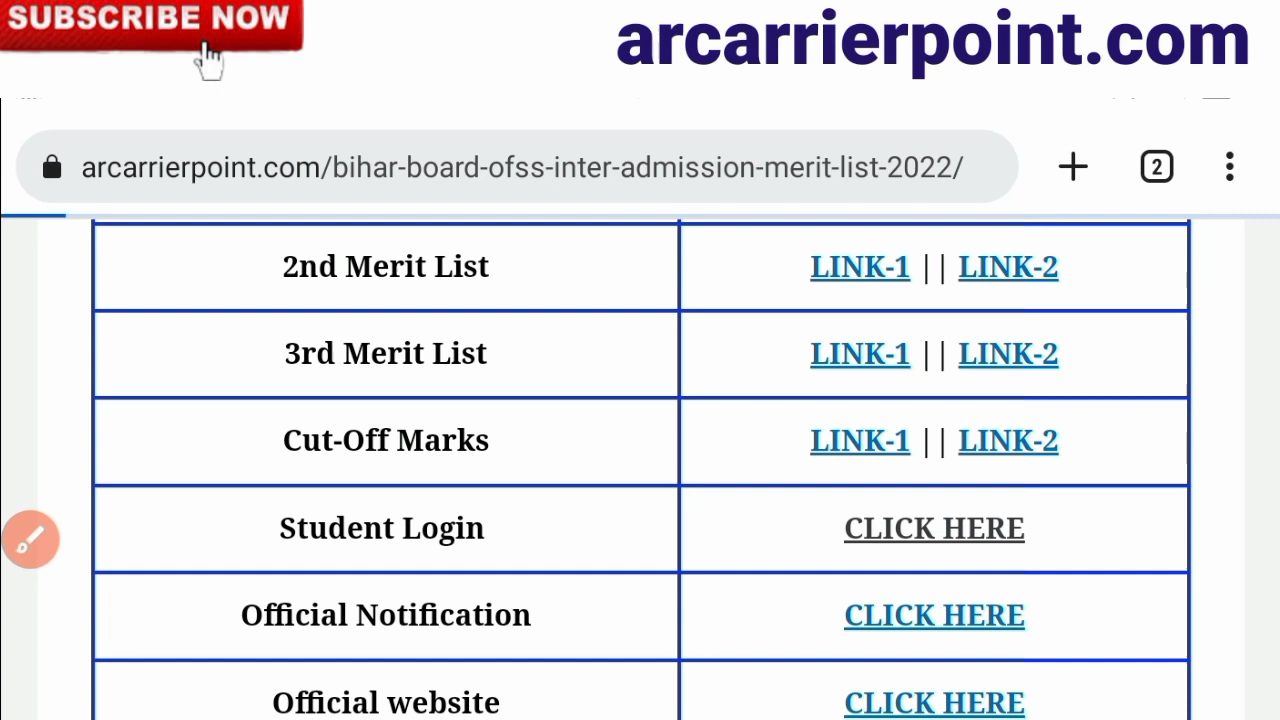 SUBSCRIBE NOW
arcarrierpoint.com
arcarrierpoint.com/bihar-board-ofss-inter-admission-merit-list-2022/
2
2nd Merit List LINK-1 || LINK-2
3rd Merit List LINK-1 || LINK-2
Cut-Off Marks LINK-1 || LINK-2
Student Login CLICK HERE
Official Notification CLICK HERE
Official website CLICK HERE